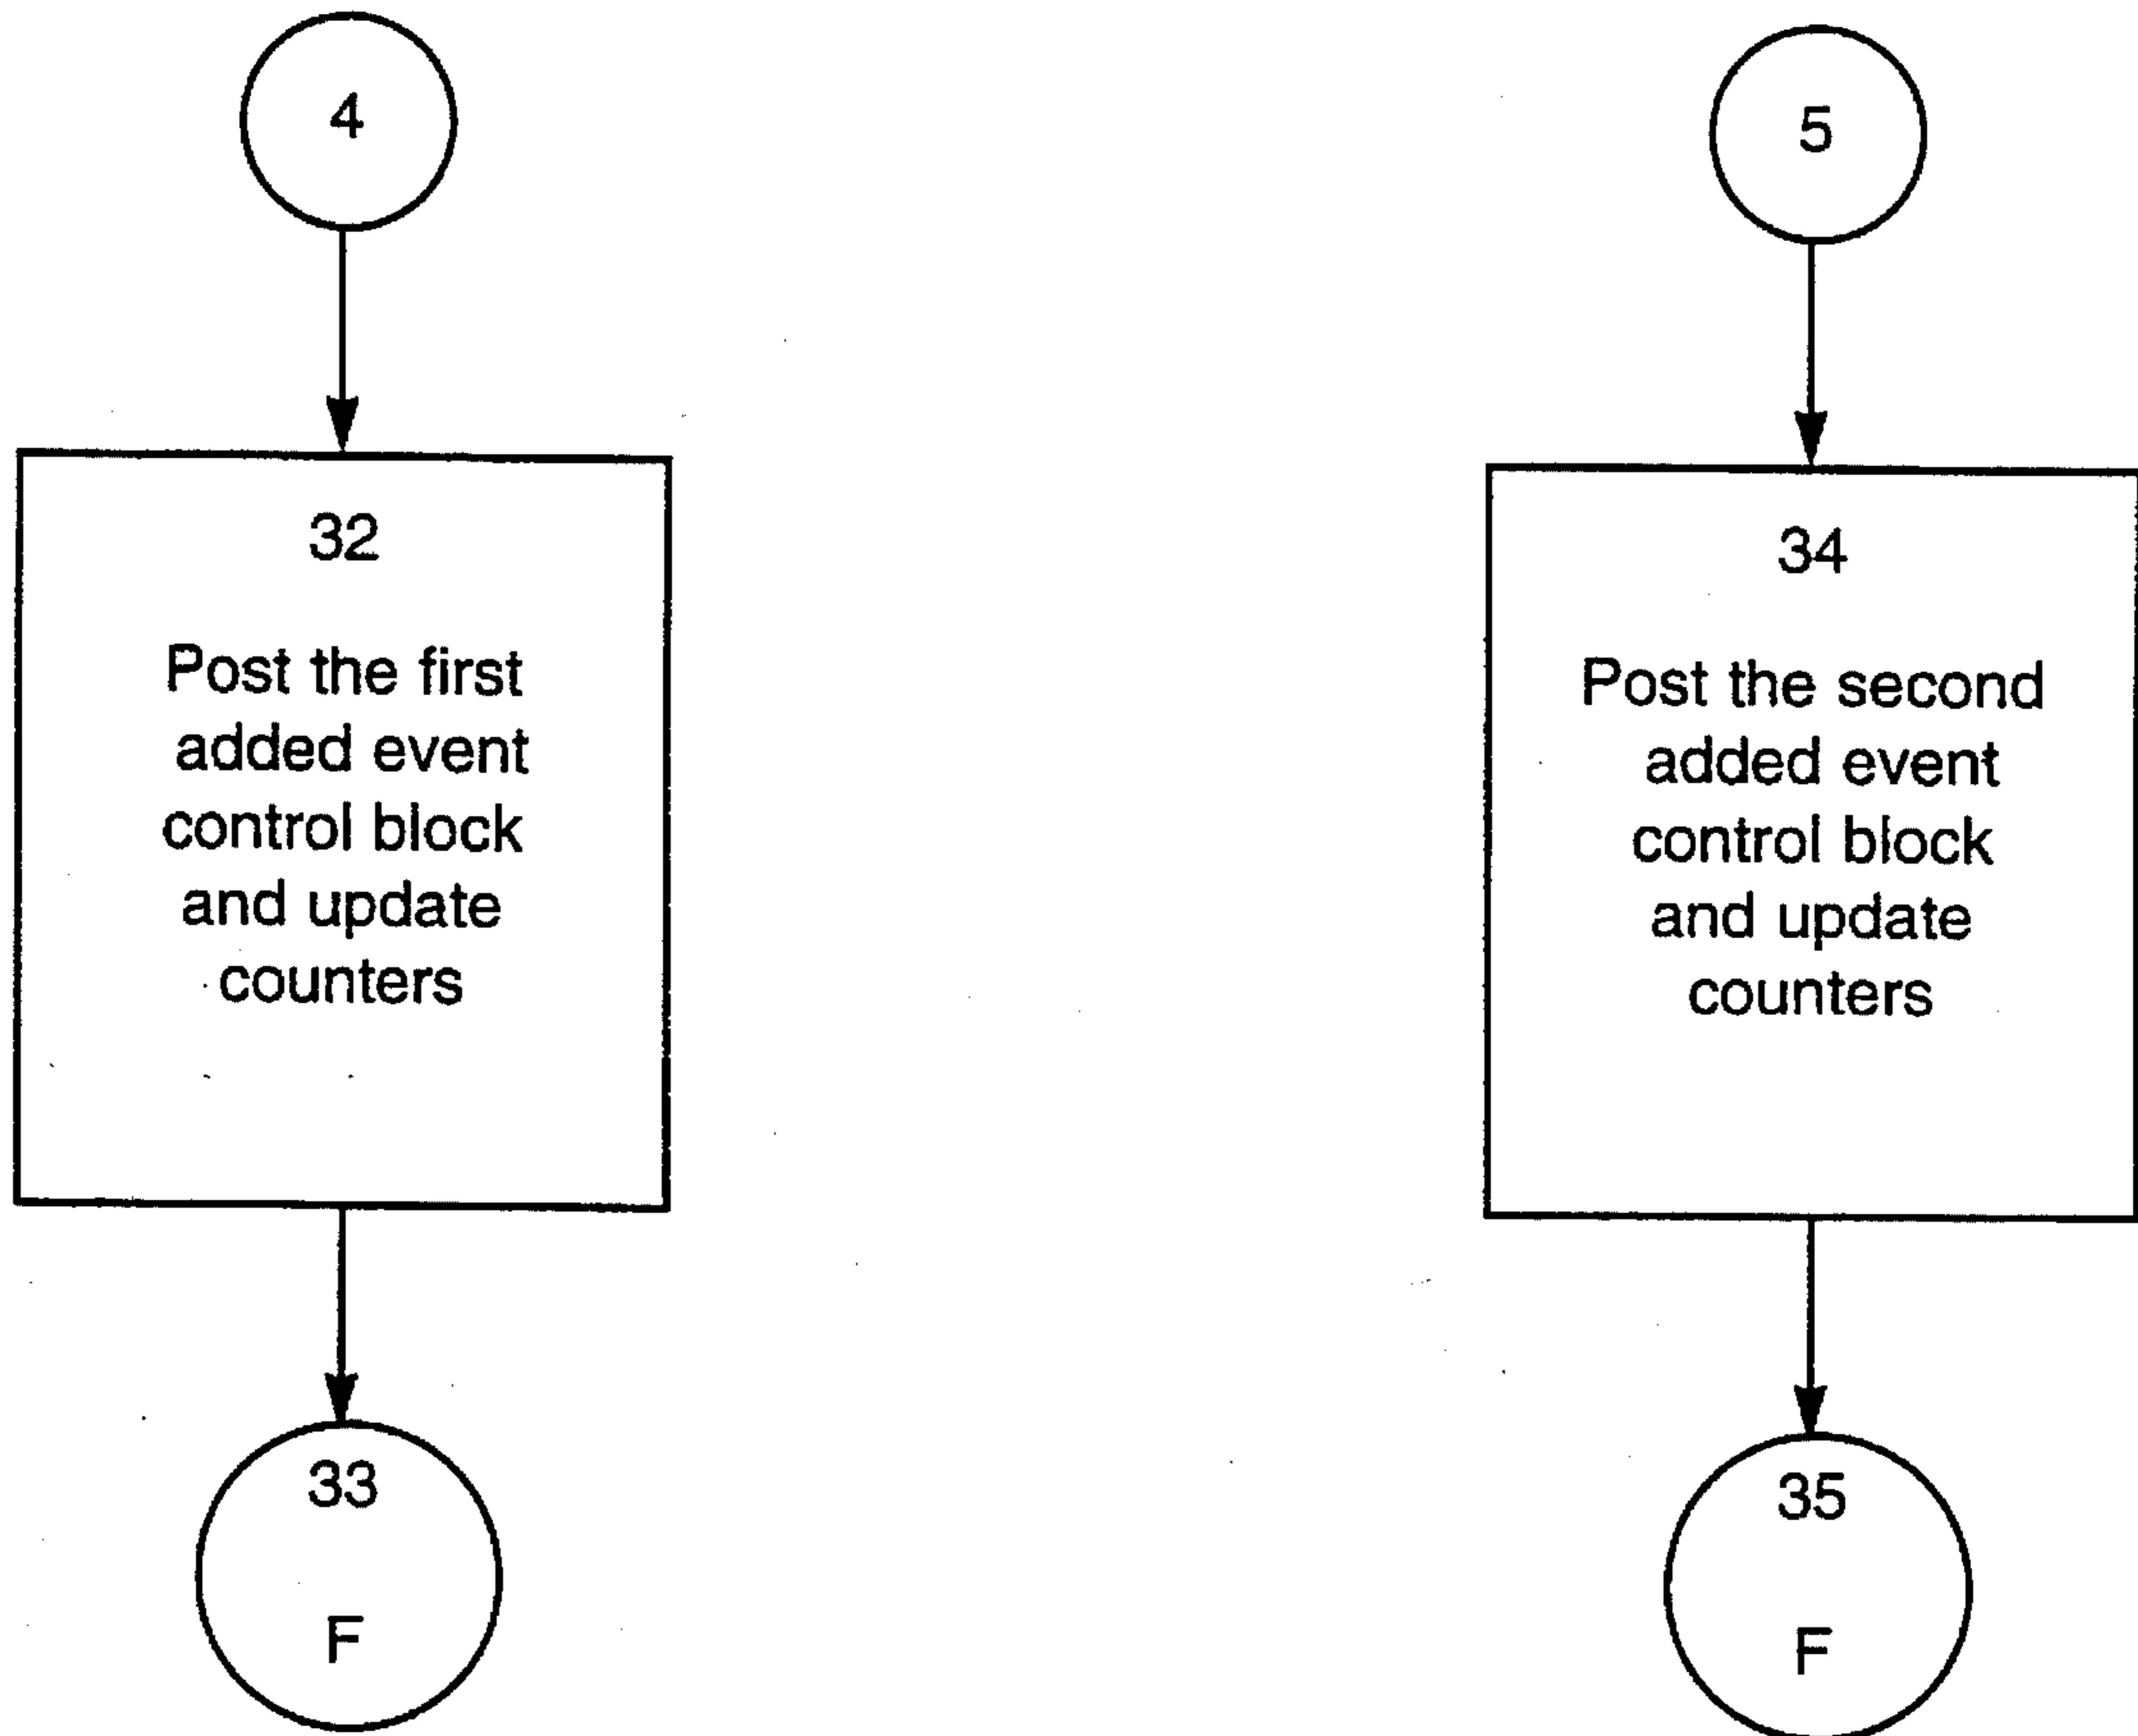 4
32
Post the first
added event
control block
and update
counters
33
F
5
34
Post the second
added event
control block
and update
counters
35
F